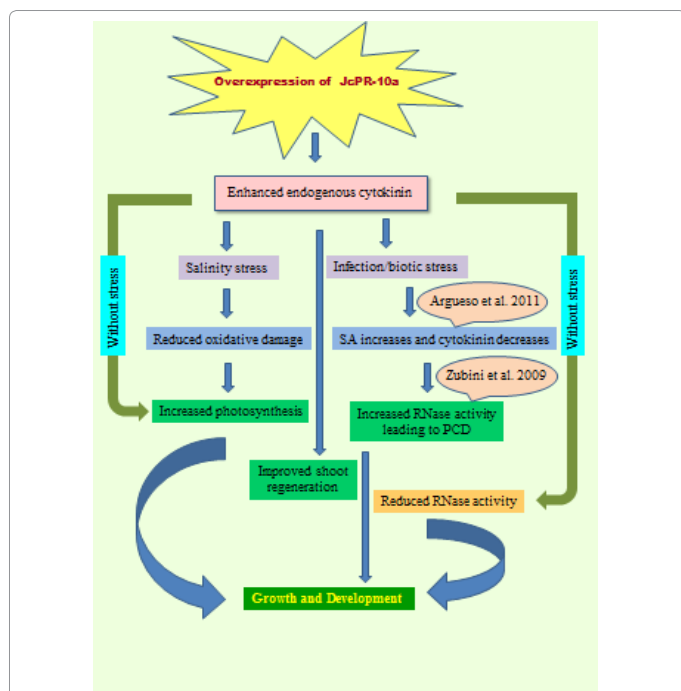 Overexpression of JcPR-10a
Enhanced endogenous cytokinin
Salinity stress
Infection/biotic stress
Without stress
Without stress
Argueso et al. 2011
Reduced oxidative damage
SA increases and cytokinin decreases
Zubini et al. 2009
Increased photosynthesis
Increased RNase activity
leading to PCD
Improved shoot
regeneration
Reduced RNase activity
Growth and Development